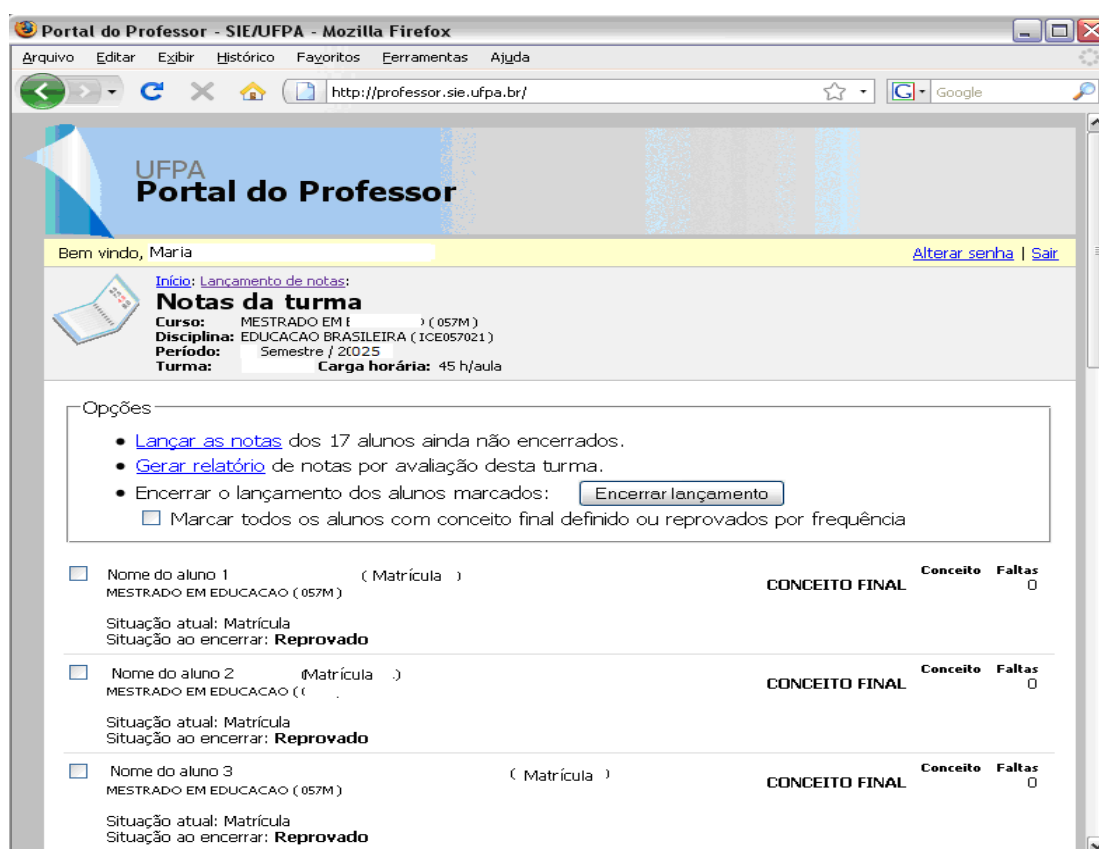 Portal do Professor - SIE/UFPA - Mozilla Firefox
Arquivo Editar Exibir Histórico Favoritos Ferramentas Ajuda
http://professor.sie.ufpa.br/ G Google
UFPA
Portal do Professor
Bem vindo, Maria Alterar senha | Sair
Início: Lançamento de notas:
Notas da turma
Curso: MESTRADO EM ( 057M )
Disciplina: EDUCACAO BRASILEIRA ( ICE057021 )
Período: Semestre / 2025
Turma: Carga horária: 45 h/aula
Opções
• Lançar as notas dos 17 alunos ainda não encerrados.
• Gerar relatório de notas por avaliação desta turma.
• Encerrar o lançamento dos alunos marcados: Encerrar lançamento
Marcar todos os alunos com conceito final definido ou reprovados por frequência
Nome do aluno 1 ( Matrícula ) Conceito Faltas
MESTRADO EM EDUCACAO ( 057M ) CONCEITO FINAL 0
Situação atual: Matrícula
Situação ao encerrar: Reprovado
Nome do aluno 2 (Matrícula .) Conceito Faltas
MESTRADO EM EDUCACAO ( CONCEITO FINAL 0
Situação atual: Matrícula
Situação ao encerrar: Reprovado
Nome do aluno 3 ( Matrícula ) Conceito Faltas
MESTRADO EM EDUCACAO ( 057M ) CONCEITO FINAL 0
Situação atual: Matrícula
Situação ao encerrar: Reprovado